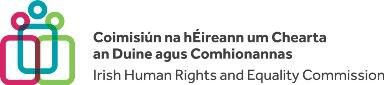 Coimisiún na hÉireann um Chearta
an Duine agus Comhionannas
Irish Human Rights and Equality Commission